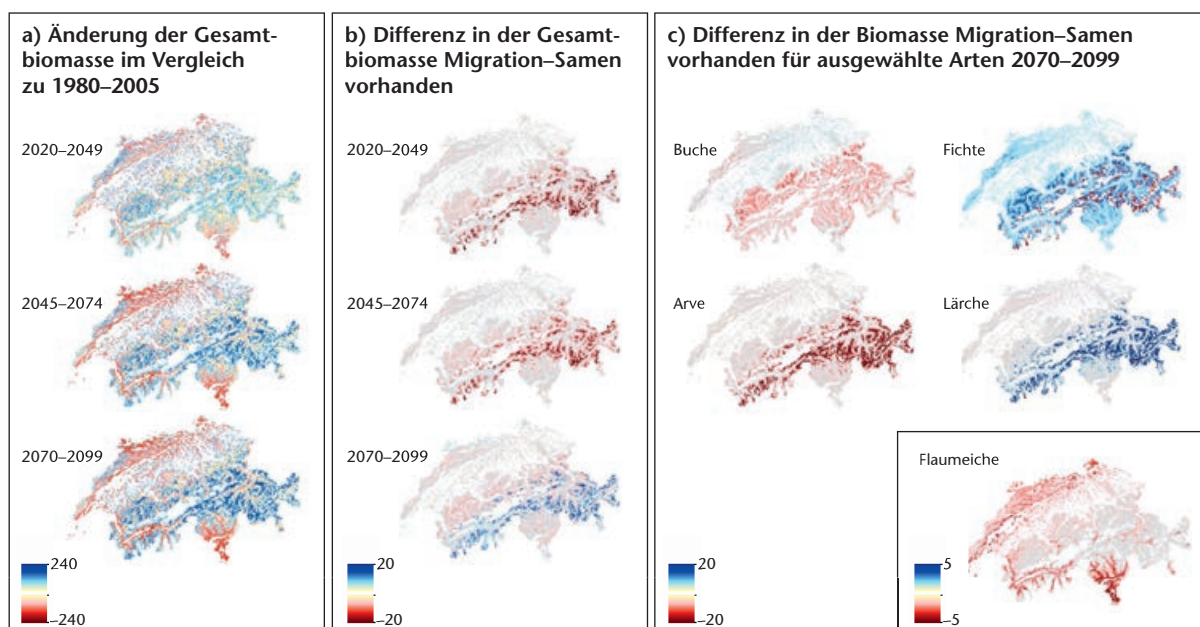 a) Änderung der Gesamt-
biomasse im Vergleich
zu 1980–2005
2020–2049
2045–2074
2070–2099
240
–240
b) Differenz in der Gesamt-
biomasse Migration–Samen
vorhanden
2020–2049
2045–2074
2070–2099
20
–20
c) Differenz in der Biomasse Migration–Samen
vorhanden für ausgewählte Arten 2070–2099
Buche
Fichte
Arve
Lärche
20
–20
Flaumeiche
5
–5